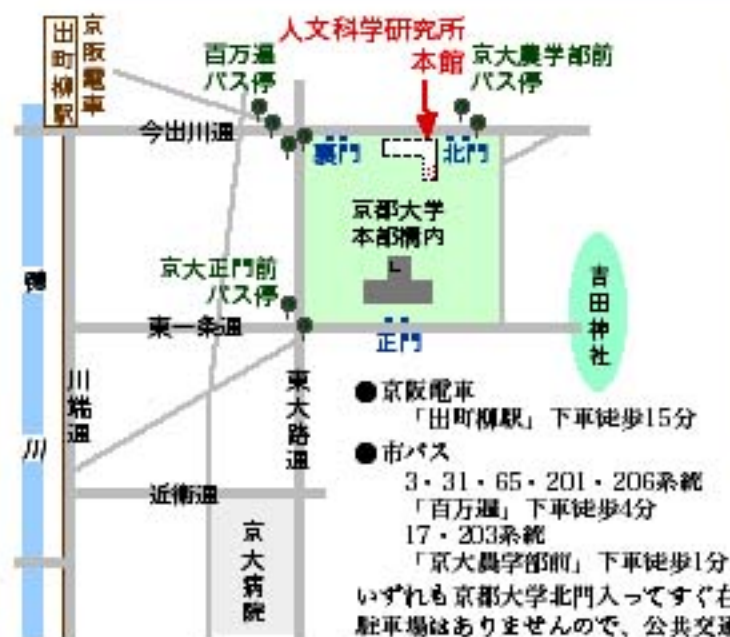 出町柳駅
京阪電車
百万遍
バス停
人文科学研究所
本館
京大農学部前
バス停
今出川通
裏門
北門
京都大学
本部構内
京大正門前
バス停
鴨川
東一条通
正門
吉田神社
川端通
東大路通
近衛通
京大病院
●京阪電車
「出町柳駅」下車徒歩15分
●市バス
3・31・65・201・206系統
「百万遍」下車徒歩4分
17・203系統
「京大農学部前」下車徒歩1分
いずれも京都大学北門入ってすぐ右
駐車場はありませんので、公共交通